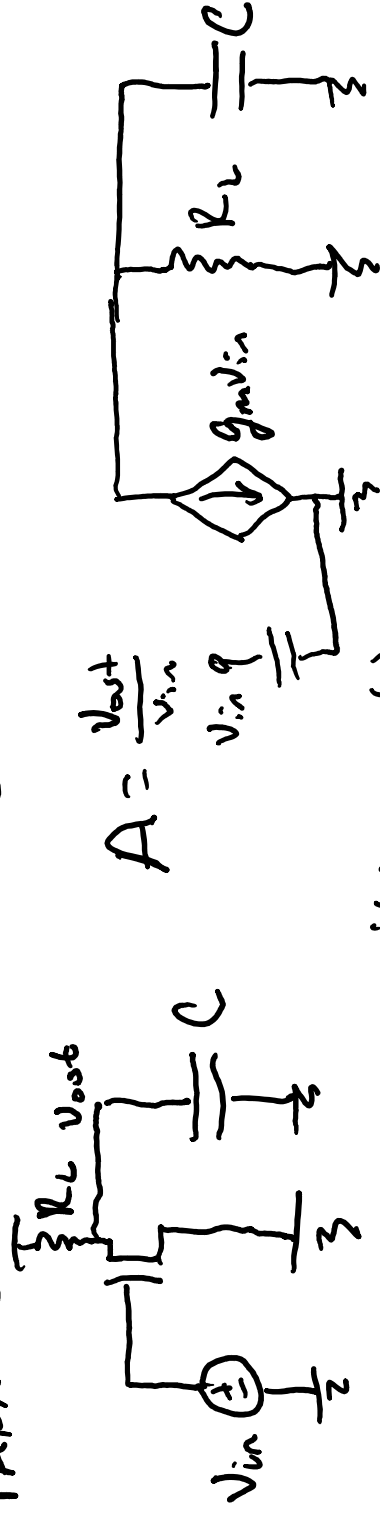 R_L
v_out
C
v_in
A = v_out / v_in
v_in
g_m v_in
R_L
C